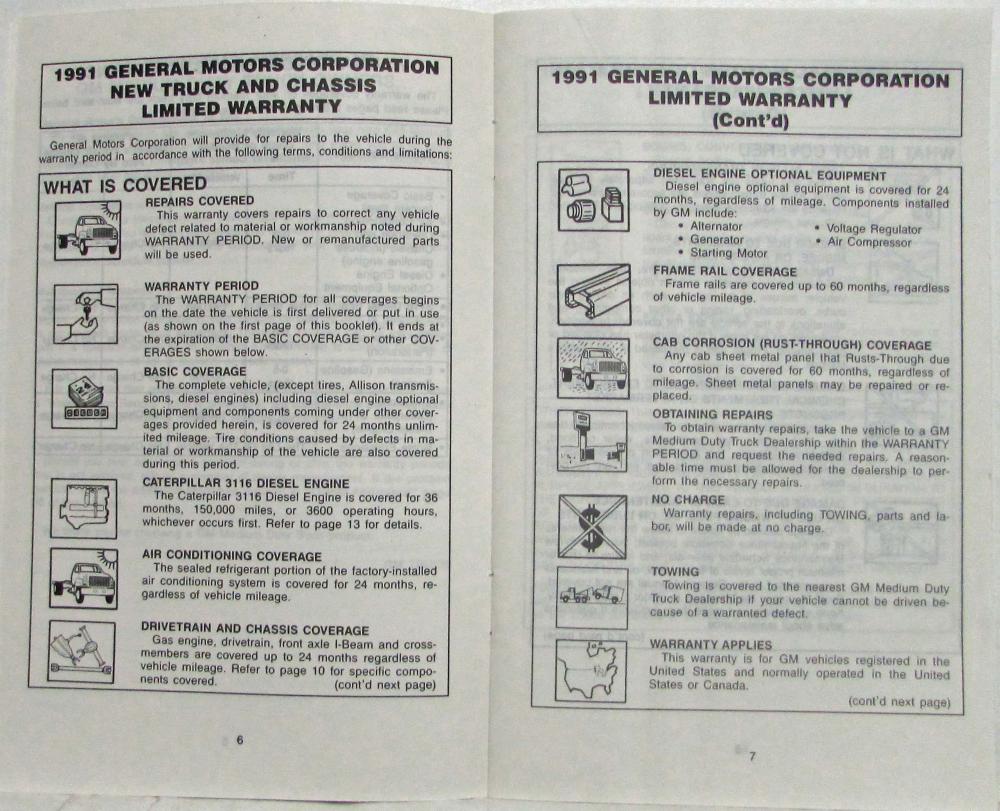 1991 GENERAL MOTORS CORPORATION
NEW TRUCK AND CHASSIS
LIMITED WARRANTY
General Motors Corporation will provide for repairs to the vehicle during the
warranty period in accordance with the following terms, conditions and limitations:
WHAT IS COVERED
REPAIRS COVERED
This warranty covers repairs to correct any vehicle
defect related to material or workmanship noted during
WARRANTY PERIOD. New or remanufactured parts
will be used.
WARRANTY PERIOD
The WARRANTY PERIOD for all coverages begins
on the date the vehicle is first delivered or put in use
(as shown on the first page of this booklet). It ends at
the expiration of the BASIC COVERAGE or other COV-
ERAGES shown below.
BASIC COVERAGE
The complete vehicle, (except tires, Allison transmis-
sions, diesel engines) including diesel engine optional
equipment and components coming under other cover-
ages provided herein, is covered for 24 months unlim-
ited mileage. Tire conditions caused by defects in ma-
terial or workmanship of the vehicle are also covered
during this period.
CATERPILLAR 3116 DIESEL ENGINE
The Caterpillar 3116 Diesel Engine is covered for 36
months, 150,000 miles, or 3600 operating hours,
whichever occurs first. Refer to page 13 for details.
AIR CONDITIONING COVERAGE
The sealed refrigerant portion of the factory-installed
air conditioning system is covered for 24 months, re-
gardless of vehicle mileage.
DRIVETRAIN AND CHASSIS COVERAGE
Gas engine, drivetrain, front axle I-Beam and cross-
members are covered up to 24 months regardless of
vehicle mileage. Refer to page 10 for specific compo-
nents covered. (cont'd next page)
6
1991 GENERAL MOTORS CORPORATION
LIMITED WARRANTY
(Cont'd)
DIESEL ENGINE OPTIONAL EQUIPMENT
Diesel engine optional equipment is covered for 24
months, regardless of mileage. Components installed
by GM include:
• Alternator
• Generator
• Starting Motor
• Voltage Regulator
• Air Compressor
FRAME RAIL COVERAGE
Frame rails are covered up to 60 months, regardless
of vehicle mileage.
CAB CORROSION (RUST-THROUGH) COVERAGE
Any cab sheet metal panel that Rusts-Through due
to corrosion is covered for 60 months, regardless of
mileage. Sheet metal panels may be repaired or re-
placed.
OBTAINING REPAIRS
To obtain warranty repairs, take the vehicle to a GM
Medium Duty Truck Dealership within the WARRANTY
PERIOD and request the needed repairs. A reason-
able time must be allowed for the dealership to per-
form the necessary repairs.
NO CHARGE
Warranty repairs, including TOWING, parts and la-
bor, will be made at no charge.
TOWING
Towing is covered to the nearest GM Medium Duty
Truck Dealership if your vehicle cannot be driven be-
cause of a warranted defect.
WARRANTY APPLIES
This warranty is for GM vehicles registered in the
United States and normally operated in the United
States or Canada.
(cont'd next page)
7